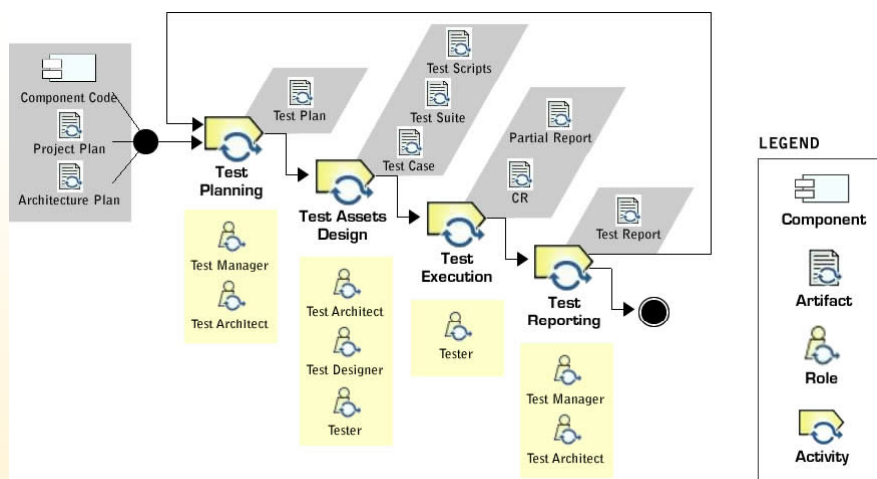 Component Code
Project Plan
Architecture Plan
Test Plan
Test
Planning
Test Manager
Test Architect
Test Scripts
Test Suite
Test Case
Test Assets
Design
Test Architect
Test Designer
Tester
Partial Report
CR
Test
Execution
Tester
Test Report
Test
Reporting
Test Manager
Test Architect
LEGEND
Component
Artifact
Role
Activity